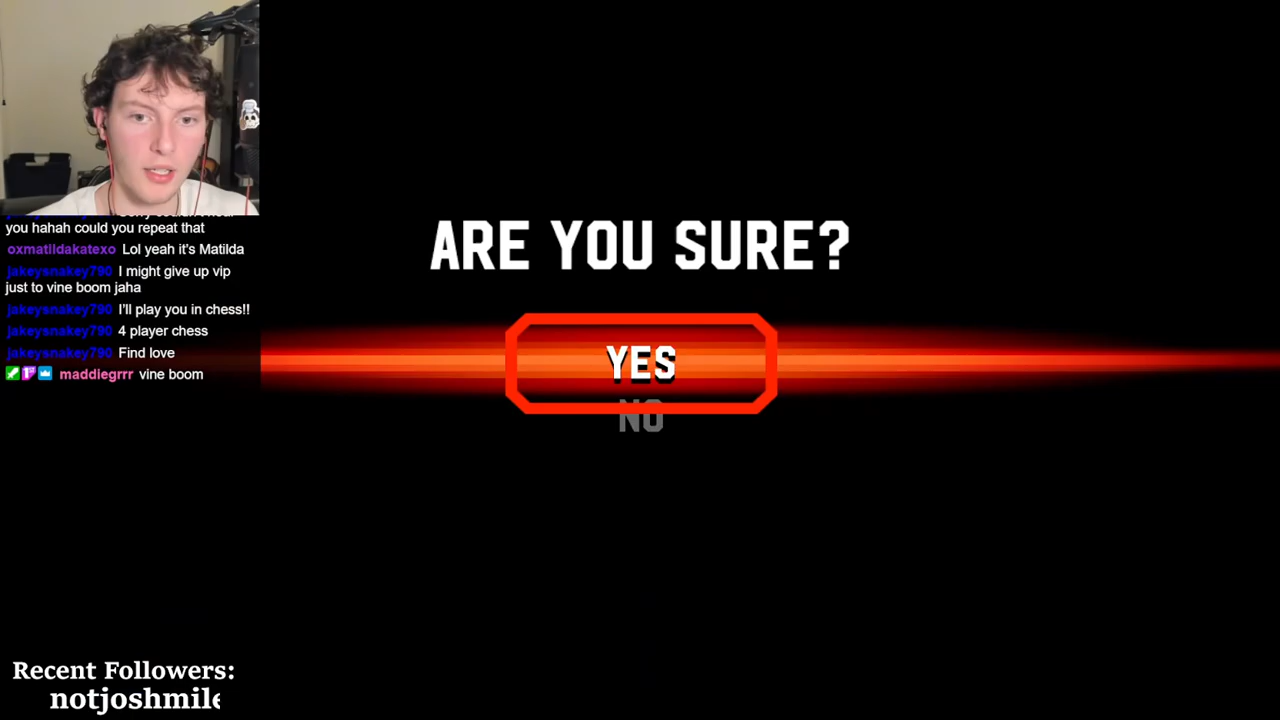 you hahah could you repeat that
oxmatildakatexo Lol yeah it's Matilda
jakeysnakey790 I might give up vip
just to vine boom jaha
jakeysnakey790 I'll play you in chess!!
jakeysnakey790 4 player chess
jakeysnakey790 Find love
maddiegrrr vine boom
ARE YOU SURE?
YES
NO
Recent Followers:
notjoshmile